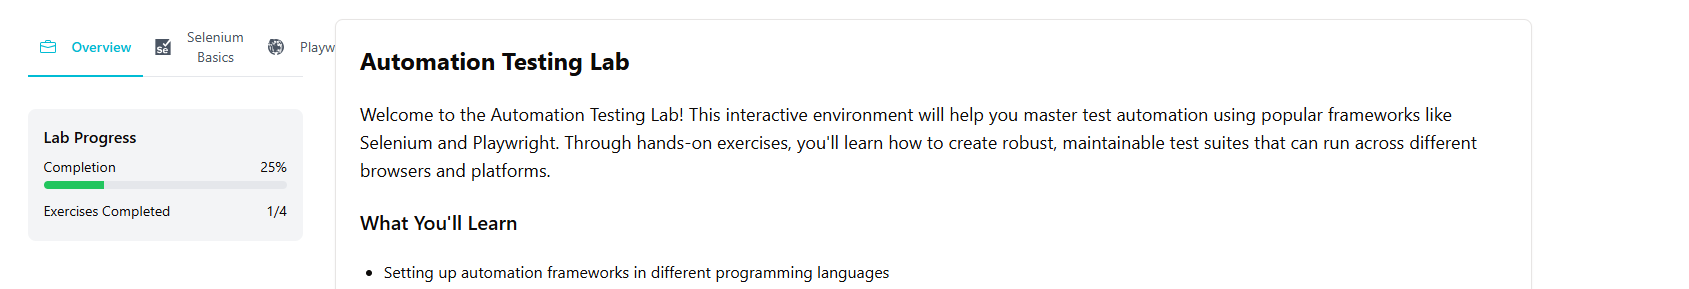 Overview
Selenium
Basics
Playw
Lab Progress
Completion 25%
Exercises Completed 1/4
Automation Testing Lab
Welcome to the Automation Testing Lab! This interactive environment will help you master test automation using popular frameworks like
Selenium and Playwright. Through hands-on exercises, you'll learn how to create robust, maintainable test suites that can run across different
browsers and platforms.
What You'll Learn
• Setting up automation frameworks in different programming languages